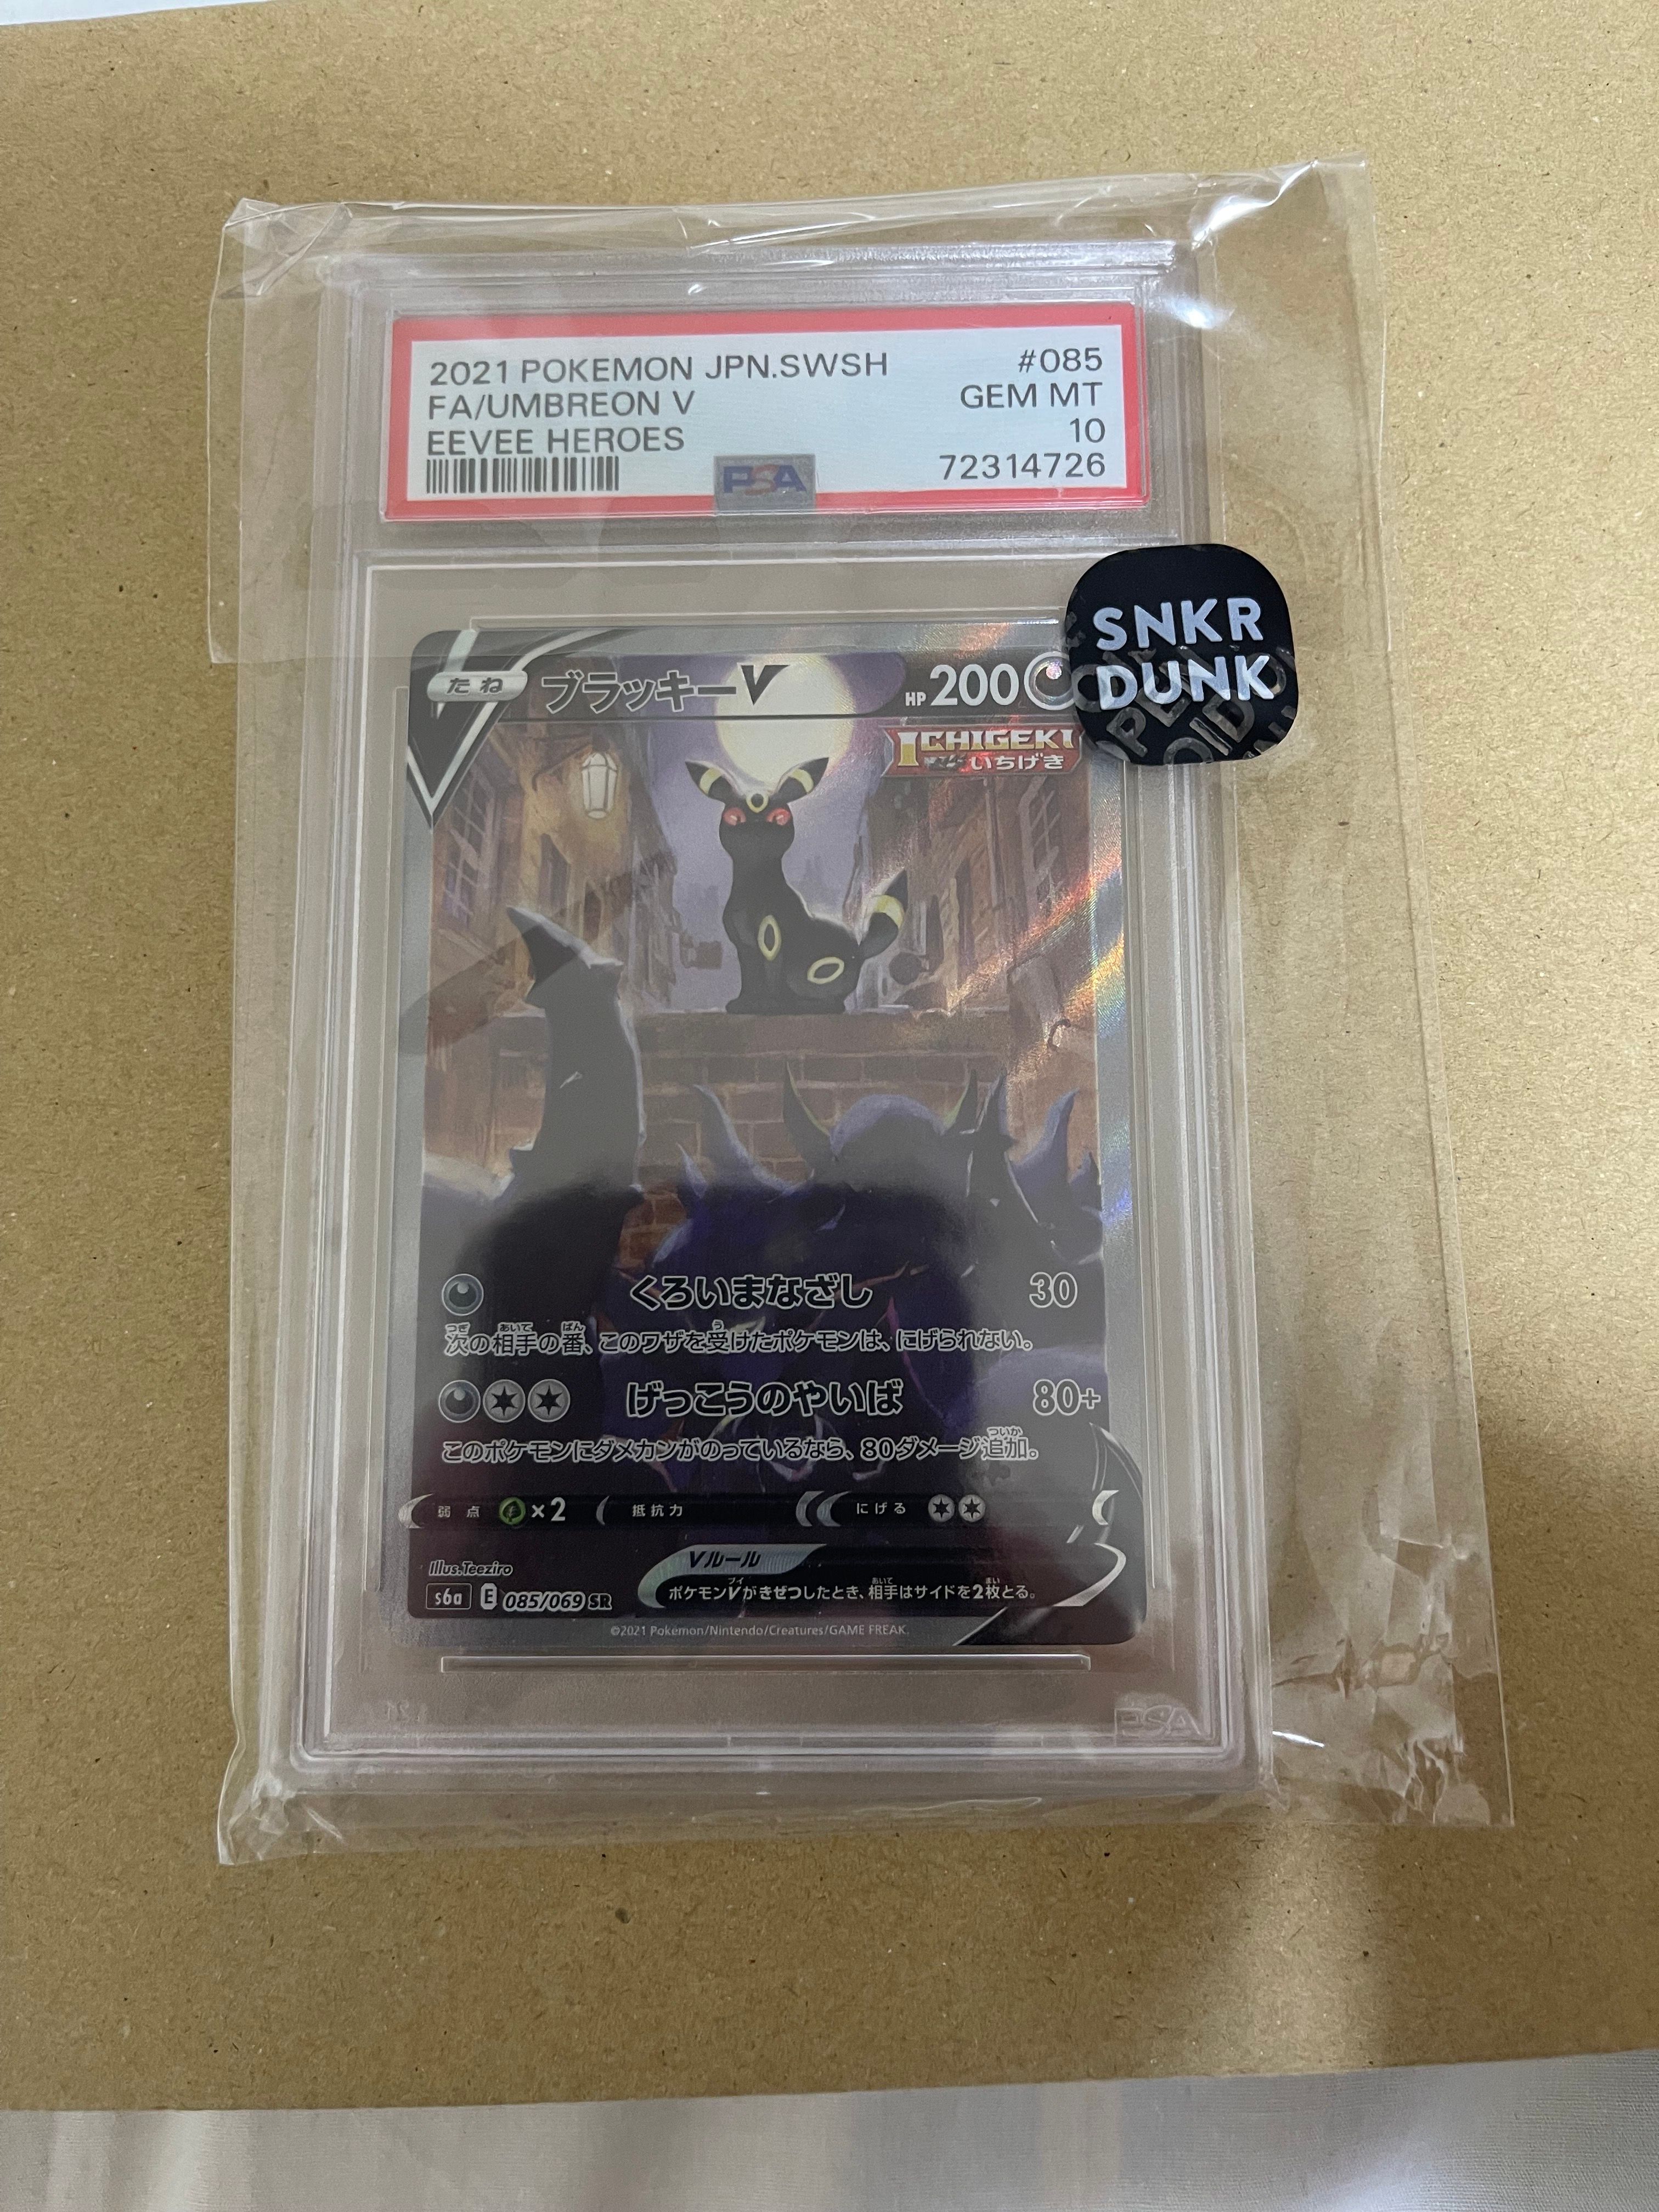 2021 POKEMON JPN.SWSH #085
FA/UMBREON V GEM MT
EEVEE HEROES 10
72314726
PSA
SNKR
DUNK
たね ブラッキーV HP 200
ICHIGEKI
いちげき
くろいまなざし 30
次の相手の番、このワザを受けたポケモンは、にげられない。
げっこうのやいば 80+
このポケモンにダメカンがのっているなら、80ダメージ追加。
弱点 ×2 抵抗力 にげる
Illus.Teeziro
Vルール
ポケモンVがきぜつしたとき、相手はサイドを2枚とる。
s6a E 085/069 SR
©2021 Pokémon/Nintendo/Creatures/GAME FREAK.
PSA